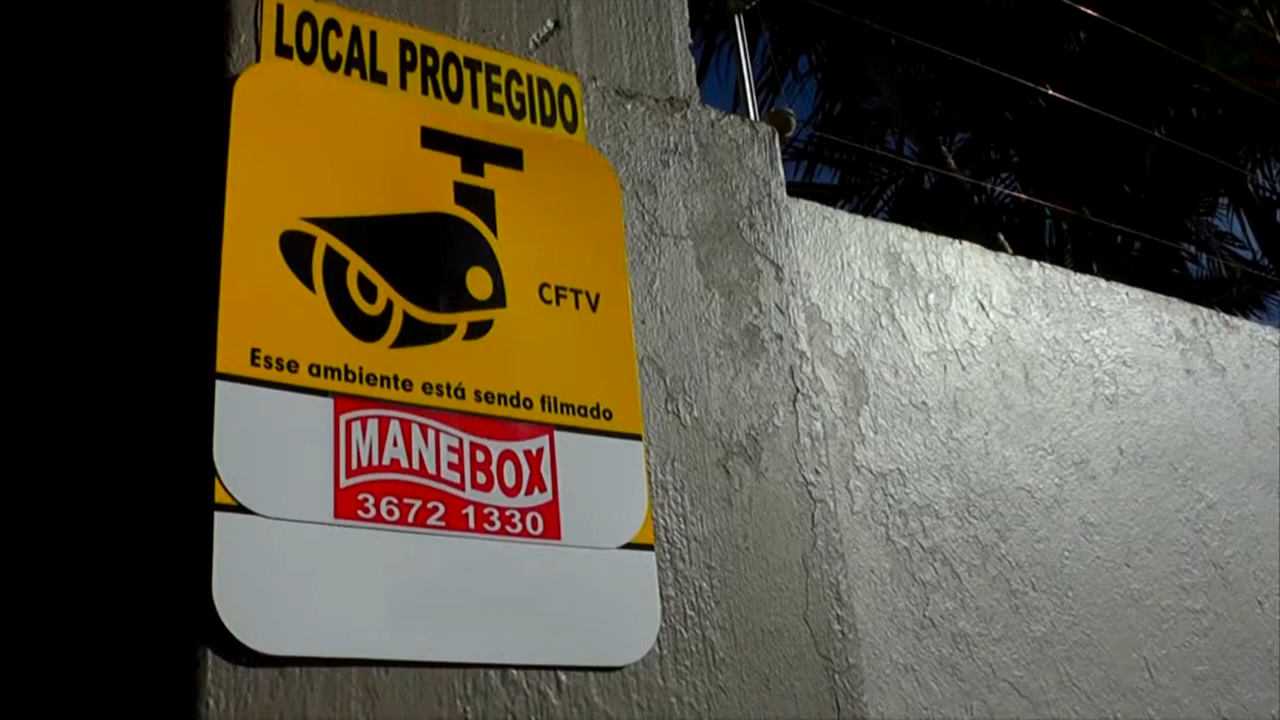 LOCAL PROTEGIDO
CFTV
Esse ambiente está sendo filmado
MANEBOX
3672 1330